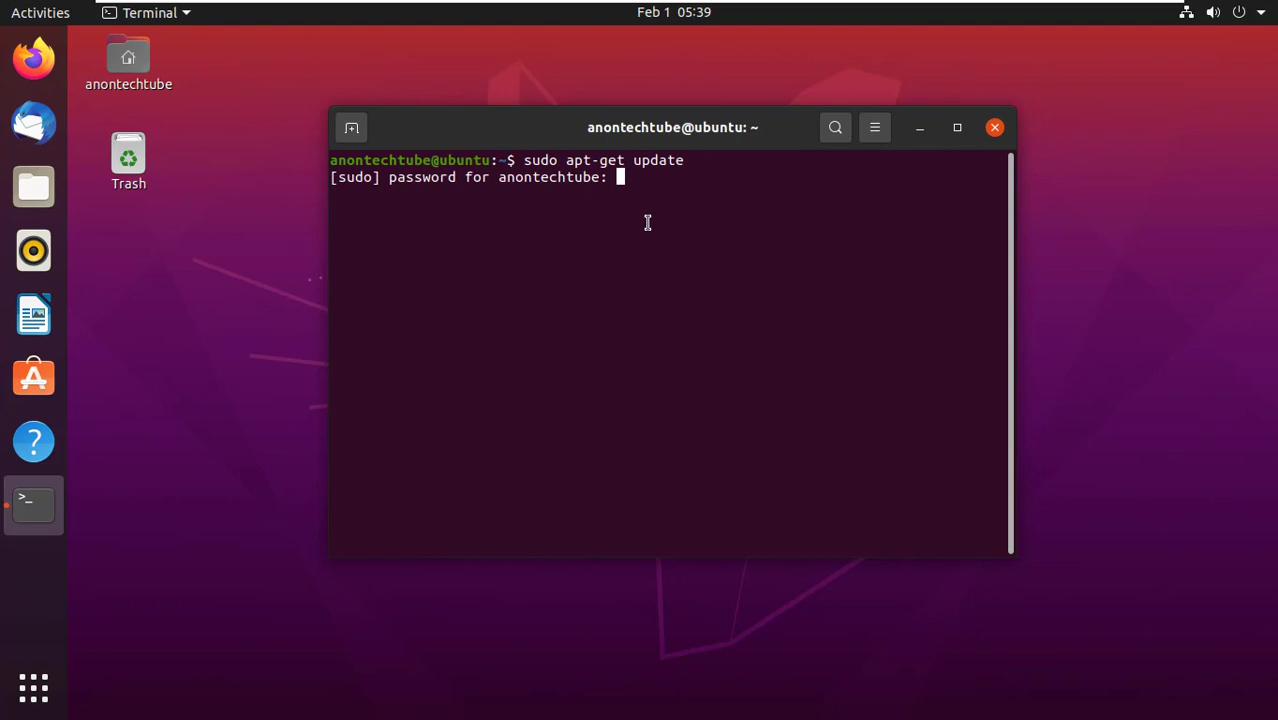 Activities
Terminal
Feb 1 05:39
anontechtube
Trash
anontechtube@ubuntu: ~
anontechtube@ubuntu:~$ sudo apt-get update
[sudo] password for anontechtube:
>_
?